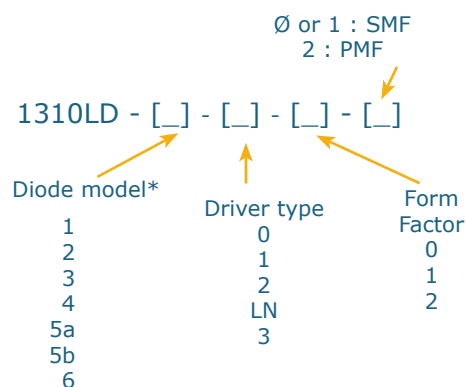 Ø or 1 : SMF
2 : PMF
1310LD - [_] - [_] - [_] - [_]
Diode model*
1
2
3
4
5a
5b
6
Driver type
0
1
2
LN
3
Form
Factor
0
1
2